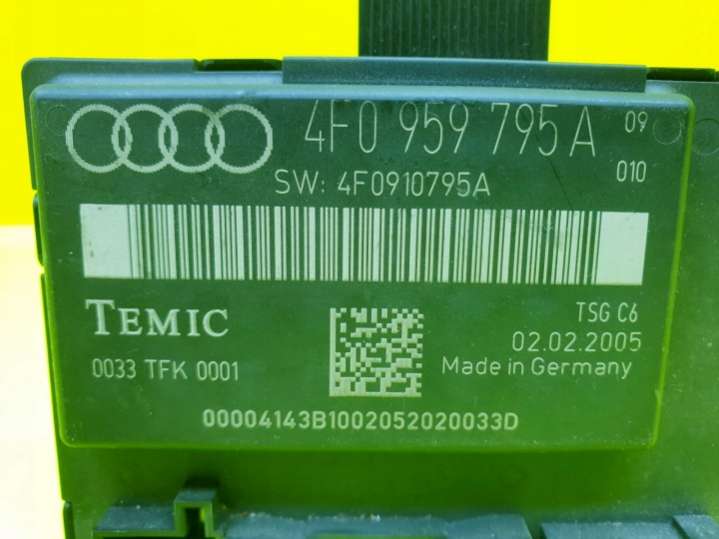 4F0 959 795 A 09
010
SW: 4F0910795A
TEMIC
TSG C6
02.02.2005
0033 TFK 0001
Made in Germany
00004143B1002052020033D